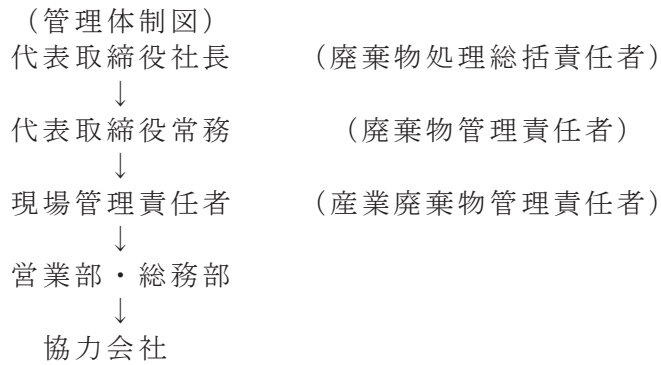 （管理体制図）
代表取締役社長　　（廃棄物処理総括責任者）
↓
代表取締役常務　　（廃棄物管理責任者）
↓
現場管理責任者　　（産業廃棄物管理責任者）
↓
営業部・総務部
↓
協力会社